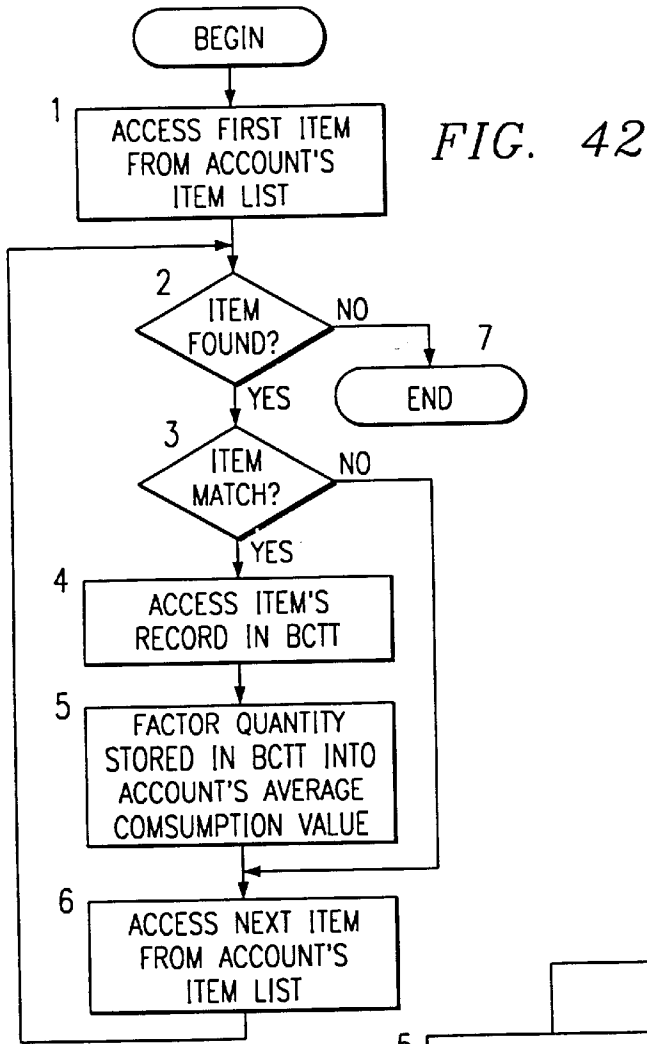 BEGIN
1
ACCESS FIRST ITEM
FROM ACCOUNT'S
ITEM LIST
FIG. 42
2
ITEM
FOUND?
NO
7
END
YES
3
ITEM
MATCH?
NO
YES
4
ACCESS ITEM'S
RECORD IN BCTT
5
FACTOR QUANTITY
STORED IN BCTT INTO
ACCOUNT'S AVERAGE
COMSUMPTION VALUE
6
ACCESS NEXT ITEM
FROM ACCOUNT'S
ITEM LIST